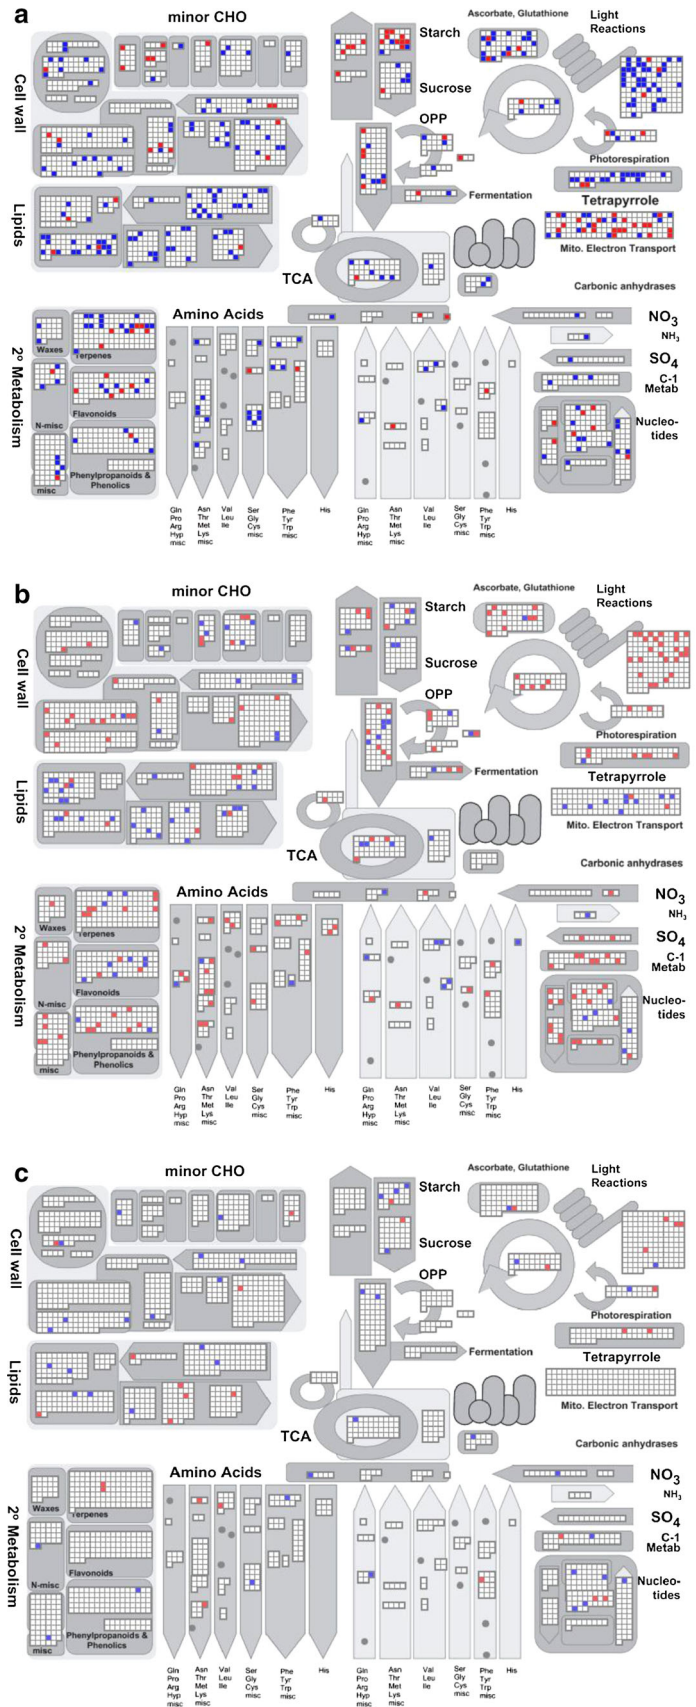 a
minor CHO
Cell wall
Lipids
2º Metabolism
Starch
Sucrose
OPP
Ascorbate, Glutathione
Light
Reactions
Photorespiration
Tetrapyrrole
Mito. Electron Transport
Fermentation
TCA
Carbonic anhydrases
Amino Acids
Waxes
Terpenes
N-misc
Flavonoids
misc
Phenylpropanoids &
Phenolics
NO3
NH3
SO4
C-1
Metab
Nucleo-
tides
Gln
Pro
Arg
Hyp
misc
Asn
Thr
Met
Lys
misc
Val
Leu
Ile
Ser
Gly
Cys
misc
Phe
Tyr
Trp
misc
His
Gln
Pro
Arg
Hyp
misc
Asn
Thr
Met
Lys
misc
Val
Leu
Ile
Ser
Gly
Cys
misc
Phe
Tyr
Trp
misc
His
b
minor CHO
Cell wall
Lipids
2º Metabolism
Starch
Sucrose
OPP
Ascorbate, Glutathione
Light
Reactions
Photorespiration
Tetrapyrrole
Mito. Electron Transport
Fermentation
TCA
Carbonic anhydrases
Amino Acids
Waxes
Terpenes
N-misc
Flavonoids
misc
Phenylpropanoids &
Phenolics
NO3
NH3
SO4
C-1
Metab
Nucleo-
tides
Gln
Pro
Arg
Hyp
misc
Asn
Thr
Met
Lys
misc
Val
Leu
Ile
Ser
Gly
Cys
misc
Phe
Tyr
Trp
misc
His
Gln
Pro
Arg
Hyp
misc
Asn
Thr
Met
Lys
misc
Val
Leu
Ile
Ser
Gly
Cys
misc
Phe
Tyr
Trp
misc
His
c
minor CHO
Cell wall
Lipids
2º Metabolism
Starch
Sucrose
OPP
Ascorbate, Glutathione
Light
Reactions
Photorespiration
Tetrapyrrole
Mito. Electron Transport
Fermentation
TCA
Carbonic anhydrases
Amino Acids
Waxes
Terpenes
N-misc
Flavonoids
misc
Phenylpropanoids &
Phenolics
NO3
NH3
SO4
C-1
Metab
Nucleo-
tides
Gln
Pro
Arg
Hyp
misc
Asn
Thr
Met
Lys
misc
Val
Leu
Ile
Ser
Gly
Cys
misc
Phe
Tyr
Trp
misc
His
Gln
Pro
Arg
Hyp
misc
Asn
Thr
Met
Lys
misc
Val
Leu
Ile
Ser
Gly
Cys
misc
Phe
Tyr
Trp
misc
His